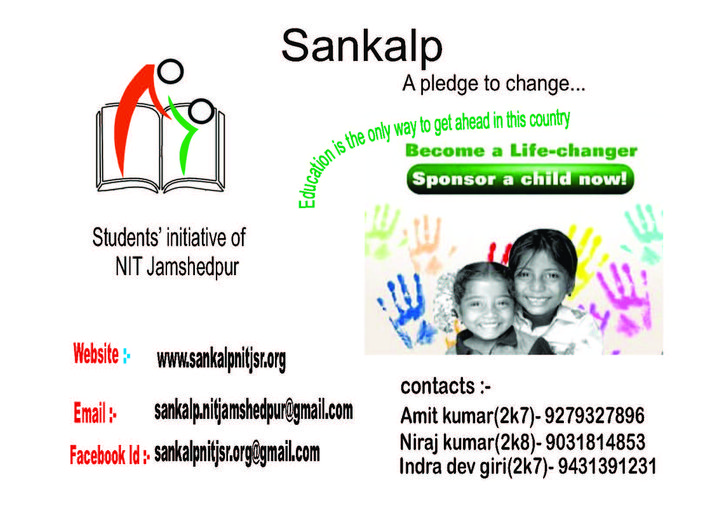 Sankalp
A pledge to change...
Education is the only way to get ahead in this country
Become a Life-changer
Sponsor a child now!
Students' initiative of
NIT Jamshedpur
Website :- www.sankalpnitjsr.org
Email :- sankalp.nitjamshedpur@gmail.com
Facebook Id :- sankalpnitjsr.org@gmail.com
contacts :-
Amit kumar(2k7)- 9279327896
Niraj kumar(2k8)- 9031814853
Indra dev giri(2k7)- 9431391231